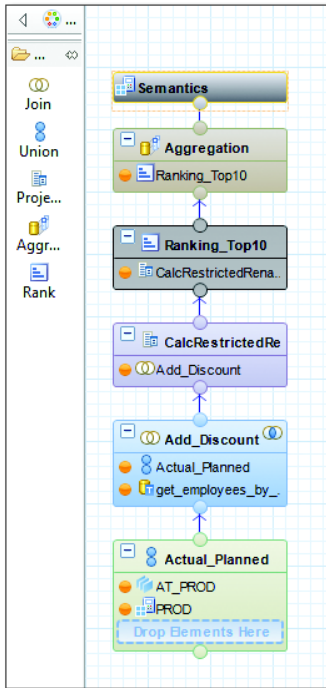 ...
...
Join
Union
Proje...
Aggr...
Rank
Semantics
Aggregation
Ranking_Top10
Ranking_Top10
CalcRestrictedRena..
CalcRestrictedRe
Add_Discount
Add_Discount
Actual_Planned
get_employees_by_.
Actual_Planned
AT_PROD
PROD
Drop Elements Here